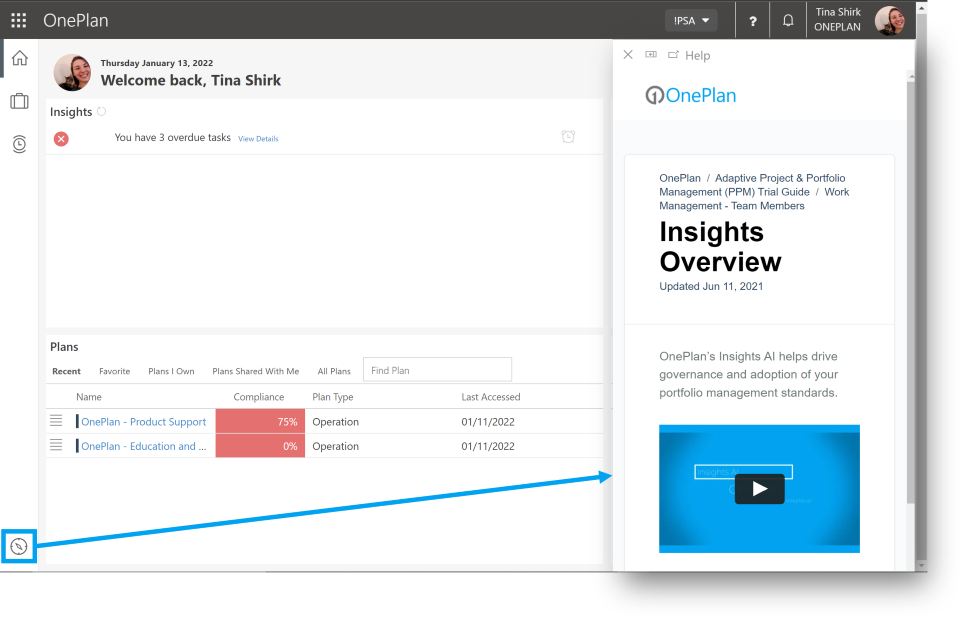 OnePlan
!PSA
?
Tina Shirk
ONEPLAN
Thursday January 13, 2022
Welcome back, Tina Shirk
Insights
You have 3 overdue tasks View Details
Plans
Recent Favorite Plans I Own Plans Shared With Me All Plans Find Plan
Name Compliance Plan Type Last Accessed
OnePlan - Product Support 75% Operation 01/11/2022
OnePlan - Education and ... 0% Operation 01/11/2022
Help
OnePlan
OnePlan / Adaptive Project & Portfolio
Management (PPM) Trial Guide / Work
Management - Team Members
Insights
Overview
Updated Jun 11, 2021
OnePlan's Insights AI helps drive
governance and adoption of your
portfolio management standards.
Insights AI